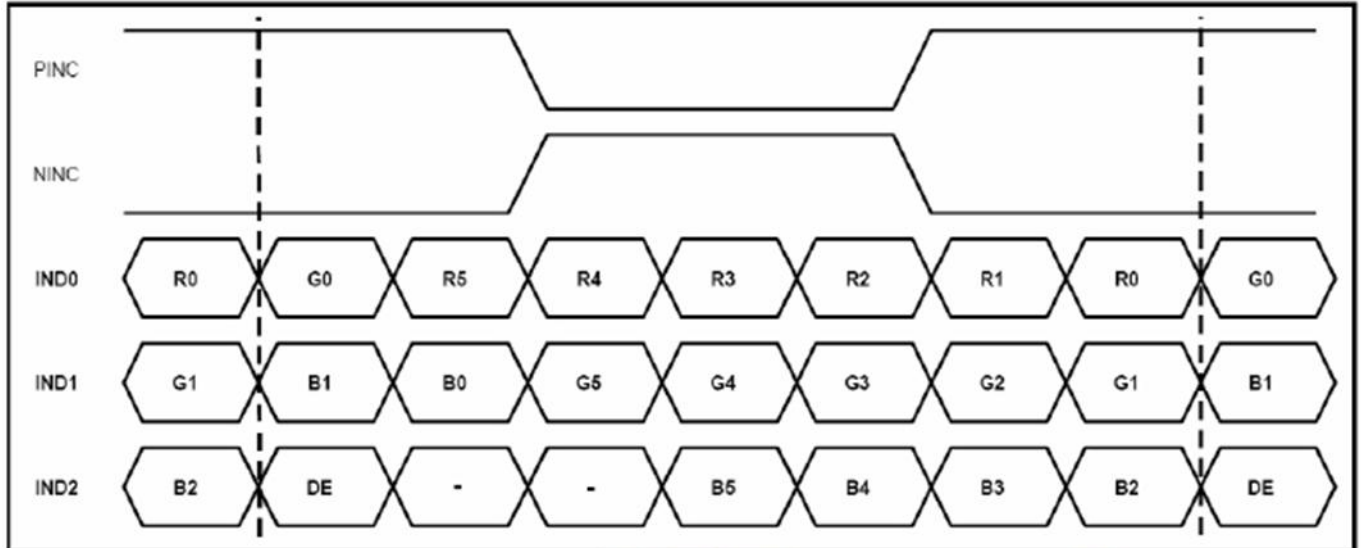 PINC
NINC
IND0 R0 G0 R5 R4 R3 R2 R1 R0 G0
IND1 G1 B1 B0 G5 G4 G3 G2 G1 B1
IND2 B2 DE - - B5 B4 B3 B2 DE